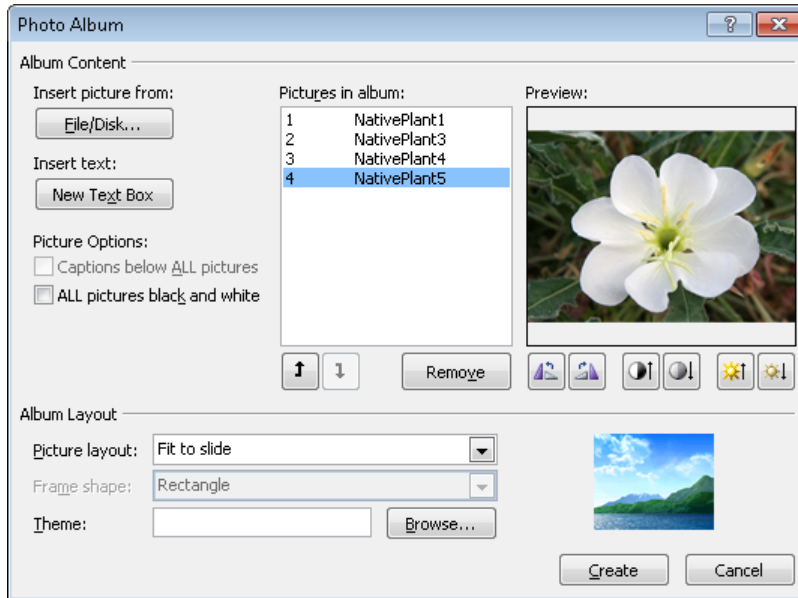 Photo Album
Album Content
Insert picture from:
File/Disk...
Insert text:
New Text Box
Picture Options:
Captions below ALL pictures
ALL pictures black and white
Pictures in album:
1 NativePlant1
2 NativePlant3
3 NativePlant4
4 NativePlant5
Remove
Preview:
Album Layout
Picture layout: Fit to slide
Frame shape: Rectangle
Theme:
Browse...
Create
Cancel